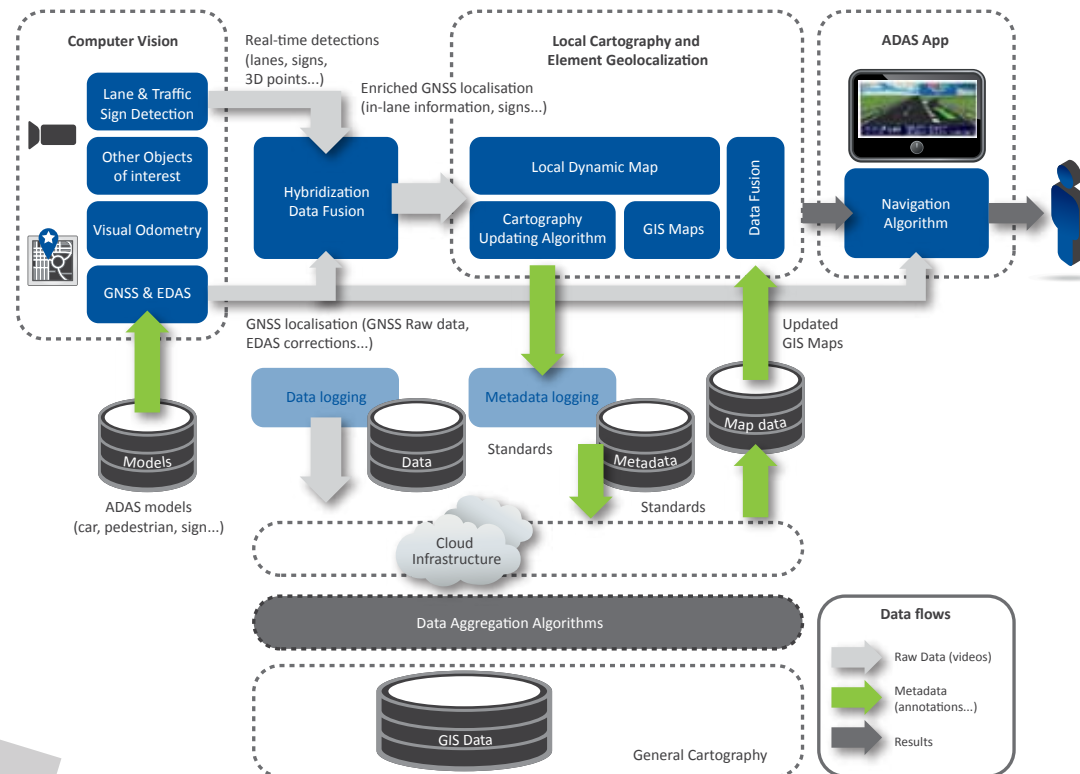 Computer Vision
Lane & Traffic
Sign Detection
Other Objects
of interest
Visual Odometry
GNSS & EDAS
Real-time detections
(lanes, signs,
3D points...)
Enriched GNSS localisation
(in-lane information, signs...)
Hybridization
Data Fusion
GNSS localisation (GNSS Raw data,
EDAS corrections...)
Local Cartography and
Element Geolocalization
Local Dynamic Map
Cartography
Updating Algorithm
GIS Maps
Data Fusion
ADAS App
Navigation
Algorithm
Updated
GIS Maps
Models
ADAS models
(car, pedestrian, sign...)
Data logging
Data
Metadata logging
Standards
Metadata
Standards
Map data
Cloud
Infrastructure
Data Aggregation Algorithms
GIS Data
General Cartography
Data flows
Raw Data (videos)
Metadata
(annotations...)
Results